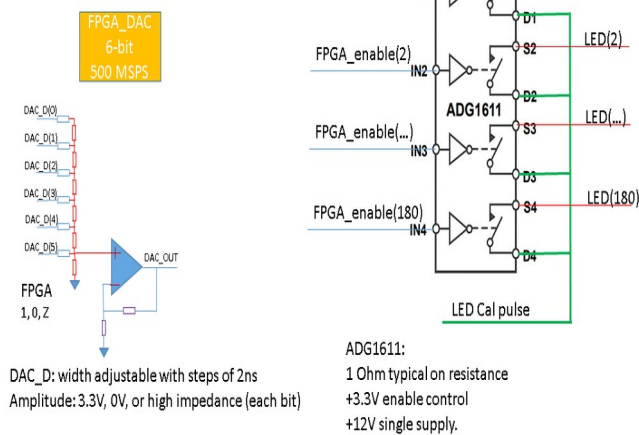 FPGA_DAC
6-bit
500 MSPS
DAC_D(0)
DAC_D(1)
DAC_D(2)
DAC_D(3)
DAC_D(4)
DAC_D(5)
DAC_OUT
FPGA
1, 0, Z
DAC_D: width adjustable with steps of 2ns
Amplitude: 3.3V, 0V, or high impedance (each bit)
D1
FPGA_enable(2)
IN2
S2
LED(2)
D2
ADG1611
FPGA_enable(...)
IN3
S3
LED(...)
D3
FPGA_enable(180)
IN4
S4
LED(180)
D4
LED Cal pulse
ADG1611:
1 Ohm typical on resistance
+3.3V enable control
+12V single supply.